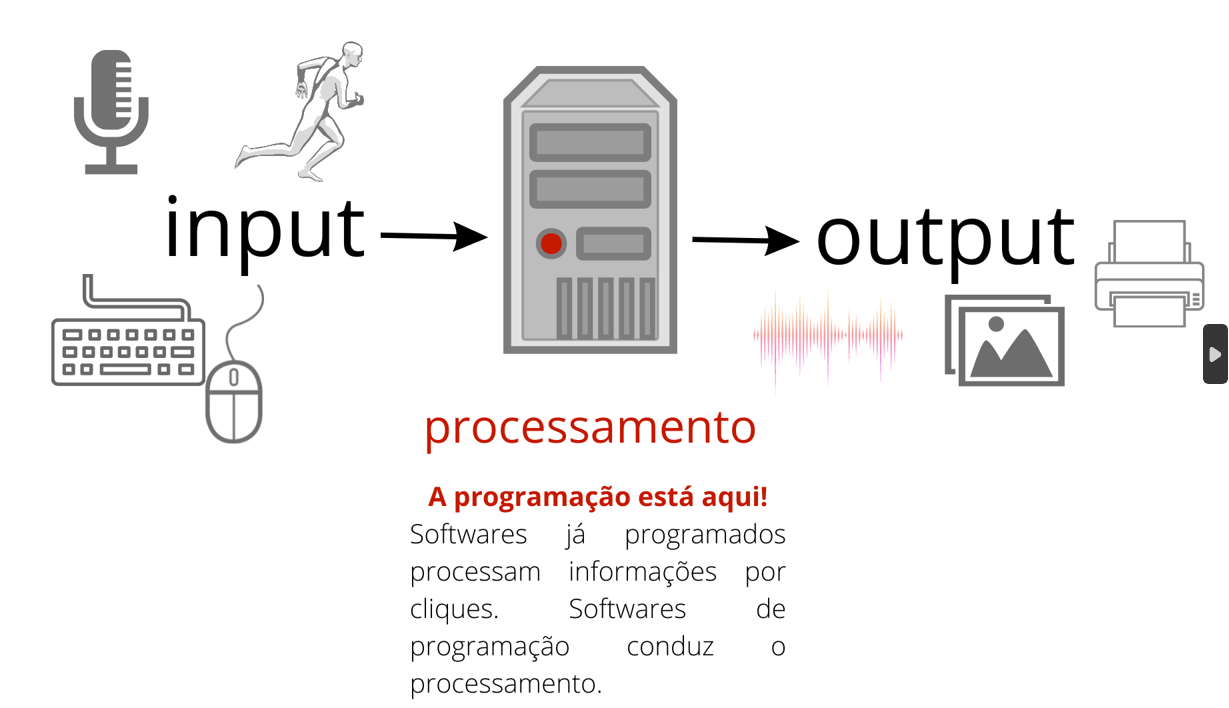 input
output
processamento
A programação está aqui!
Softwares já programados
processam informações por
cliques. Softwares de
programação conduz o
processamento.